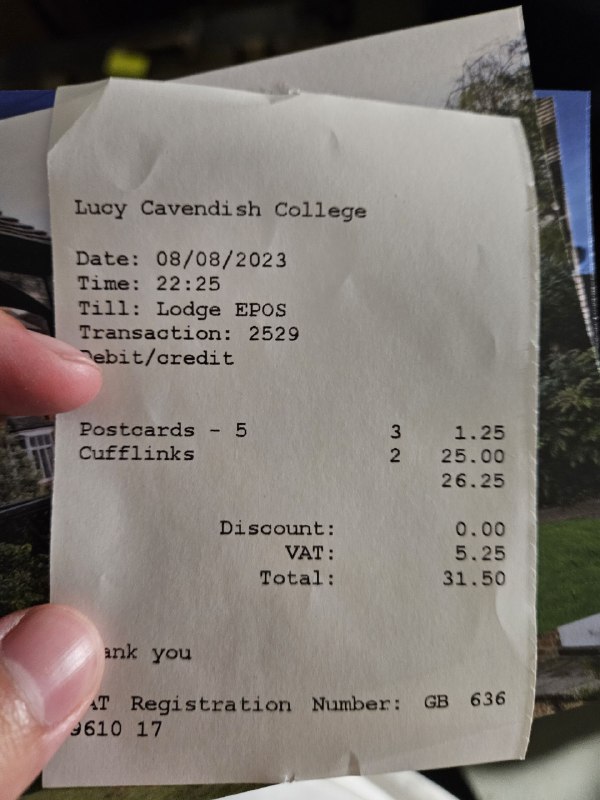 Lucy Cavendish College
Date: 08/08/2023
Time: 22:25
Till: Lodge EPOS
Transaction: 2529
Debit/credit
Postcards - 5 3 1.25
Cufflinks 2 25.00
26.25
Discount: 0.00
VAT: 5.25
Total: 31.50
ank you
AT Registration Number: GB 636
9610 17